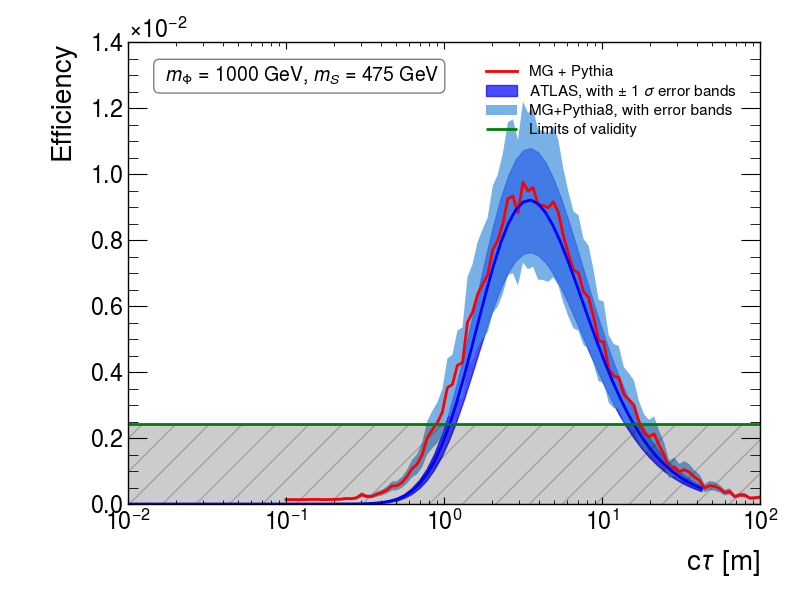 ×10⁻²
Efficiency
1.4
1.2
1.0
0.8
0.6
0.4
0.2
0.0
m_Φ = 1000 GeV, m_S = 475 GeV
MG + Pythia
ATLAS, with ± 1 σ error bands
MG+Pythia8, with error bands
Limits of validity
10⁻² 10⁻¹ 10⁰ 10¹ 10²
cτ [m]